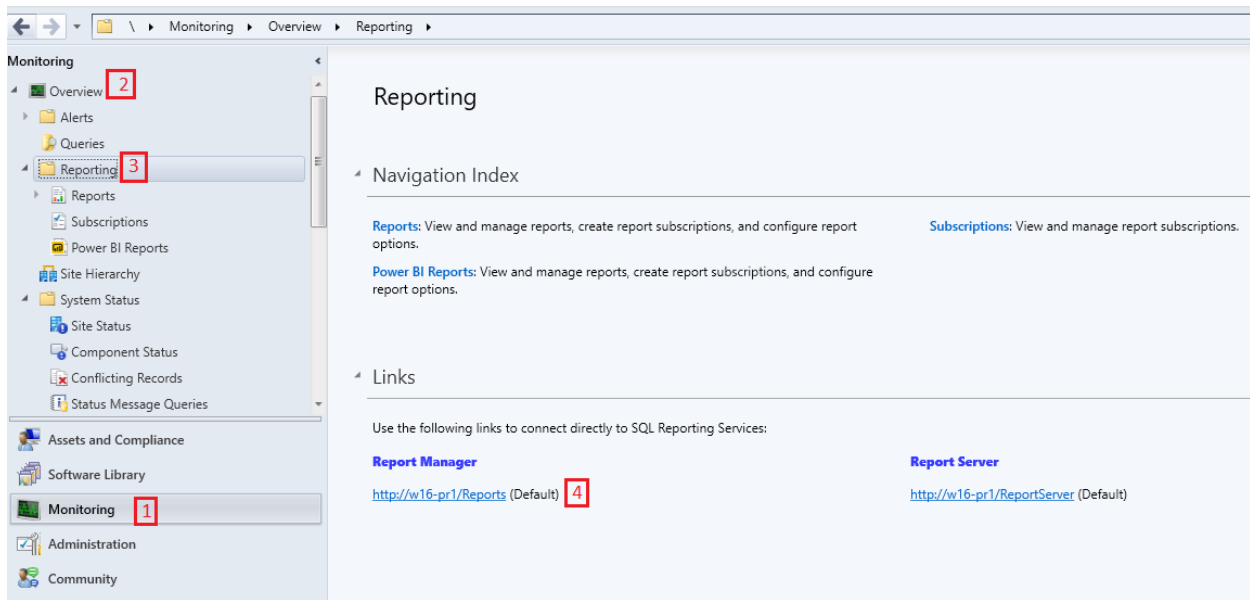 \ Monitoring Overview Reporting
Monitoring
Overview 2
Alerts
Queries
Reporting 3
Reports
Subscriptions
Power BI Reports
Site Hierarchy
System Status
Site Status
Component Status
Conflicting Records
Status Message Queries
Assets and Compliance
Software Library
Monitoring 1
Administration
Community
Reporting
Navigation Index
Reports: View and manage reports, create report subscriptions, and configure report
options.
Subscriptions: View and manage report subscriptions.
Power BI Reports: View and manage reports, create report subscriptions, and configure
report options.
Links
Use the following links to connect directly to SQL Reporting Services:
Report Manager
http://w16-pr1/Reports (Default) 4
Report Server
http://w16-pr1/ReportServer (Default)